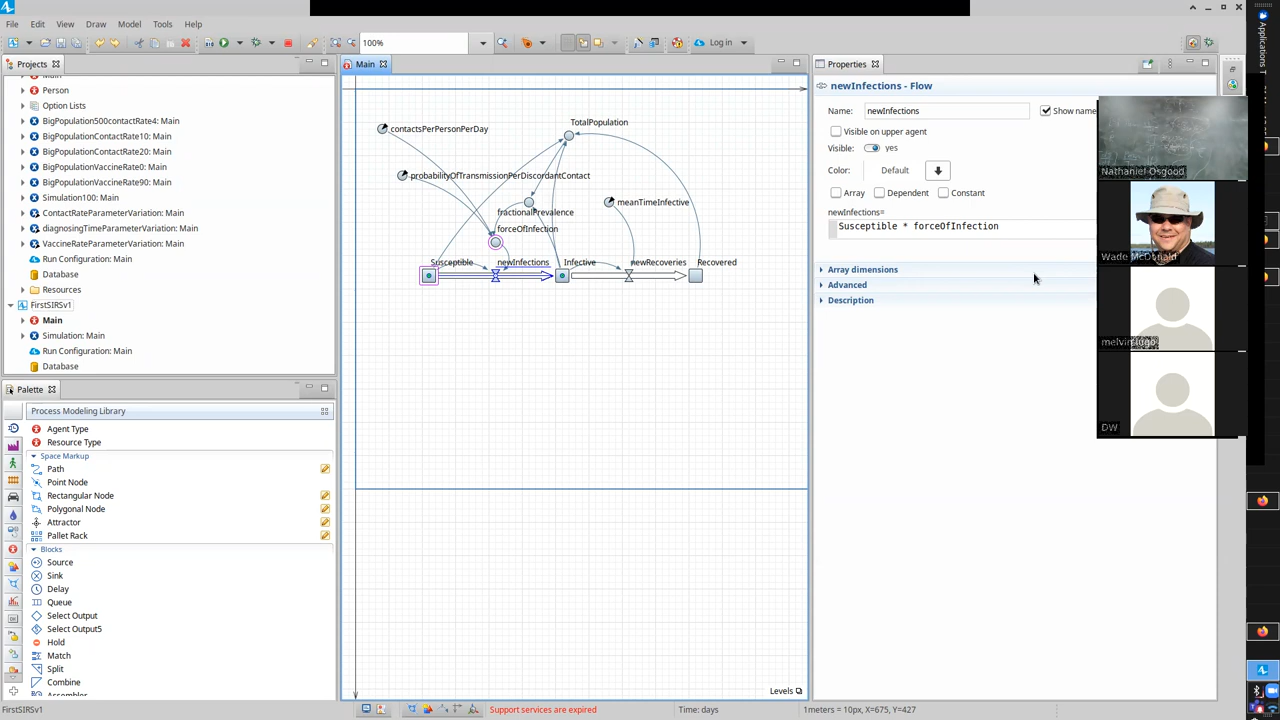 File
Edit
View
Draw
Model
Tools
Help
100%
Log in
Projects
Main
Properties
Main
Person
Option Lists
BigPopulation500contactRate4: Main
BigPopulationContactRate10: Main
BigPopulationContactRate20: Main
BigPopulationVaccineRate0: Main
BigPopulationVaccineRate90: Main
Simulation100: Main
ContactRateParameterVariation: Main
diagnosingTimeParameterVariation: Main
VaccineRateParameterVariation: Main
Run Configuration: Main
Database
Resources
FirstSIRSv1
Main
Simulation: Main
Run Configuration: Main
Database
Palette
Process Modeling Library
Agent Type
Resource Type
Space Markup
Path
Point Node
Rectangular Node
Polygonal Node
Attractor
Pallet Rack
Blocks
Source
Sink
Delay
Queue
Select Output
Select Output5
Hold
Match
Split
Combine
Assembler
contactsPerPersonPerDay
TotalPopulation
probabilityOfTransmissionPerDiscordantContact
meanTimeInfective
fractionalPrevalence
forceOfInfection
Susceptible
newInfections
Infective
newRecoveries
Recovered
Levels
newInfections - Flow
Name:
newInfections
Show name
Visible on upper agent
Visible:
yes
Color:
Default
Array
Dependent
Constant
newInfections=
Susceptible * forceOfInfection
Array dimensions
Advanced
Description
Nathaniel Osgood
Wade McDonald
DW
Applications
FirstSIRSv1
Support services are expired
Time: days
1meters = 10px, X=675, Y=427